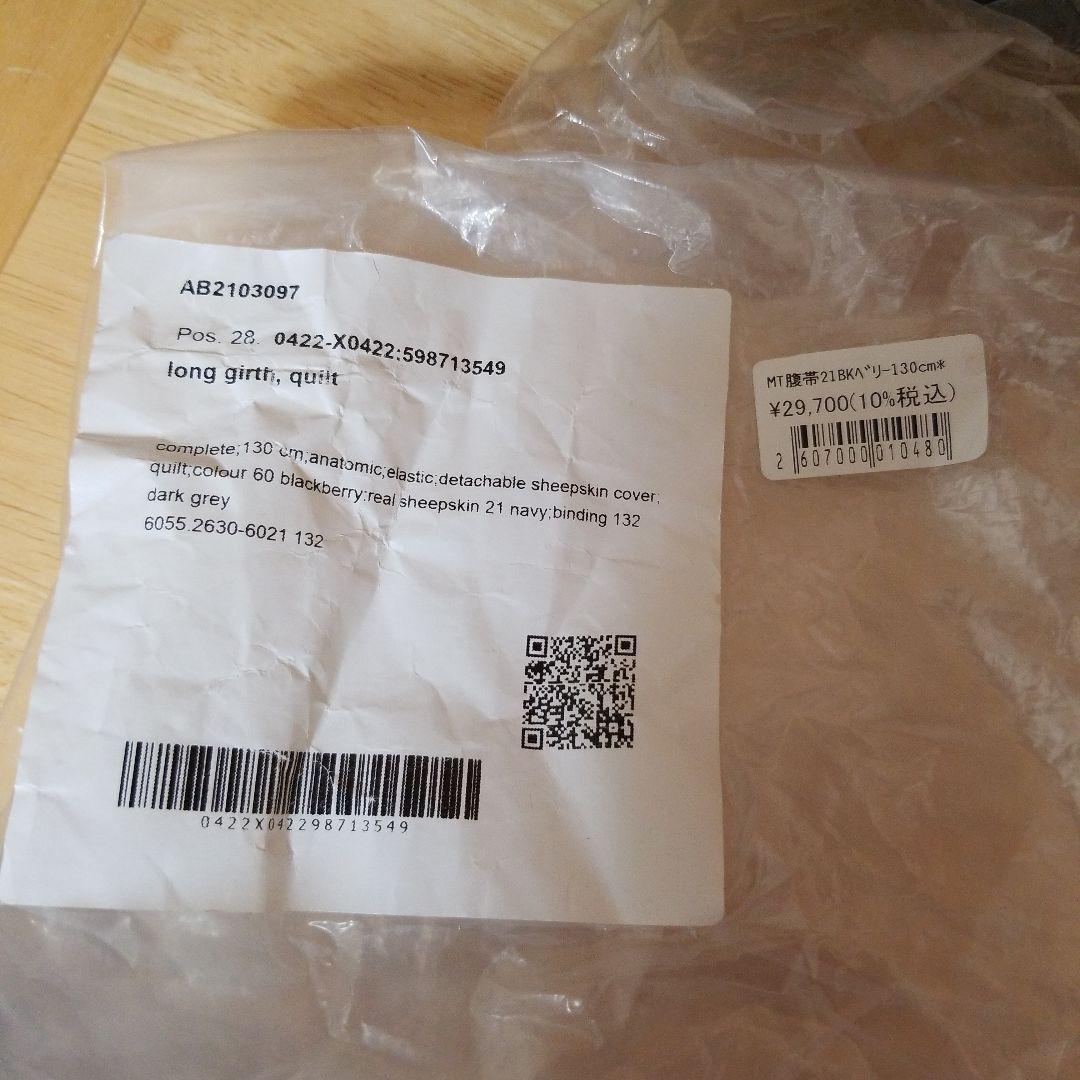 AB2103097
Pos. 28. 0422-X0422:598713549
long girth, quilt
complete;130 cm,anatomic;elastic;detachable sheepskin cover;
quilt;colour 60 blackberry:real sheepskin 21 navy;binding 132
dark grey
6055.2630-6021 132
0422X042298713549
MT腹帯21BKベリー130cm*
¥29,700(10%税込)
2 607000 010480